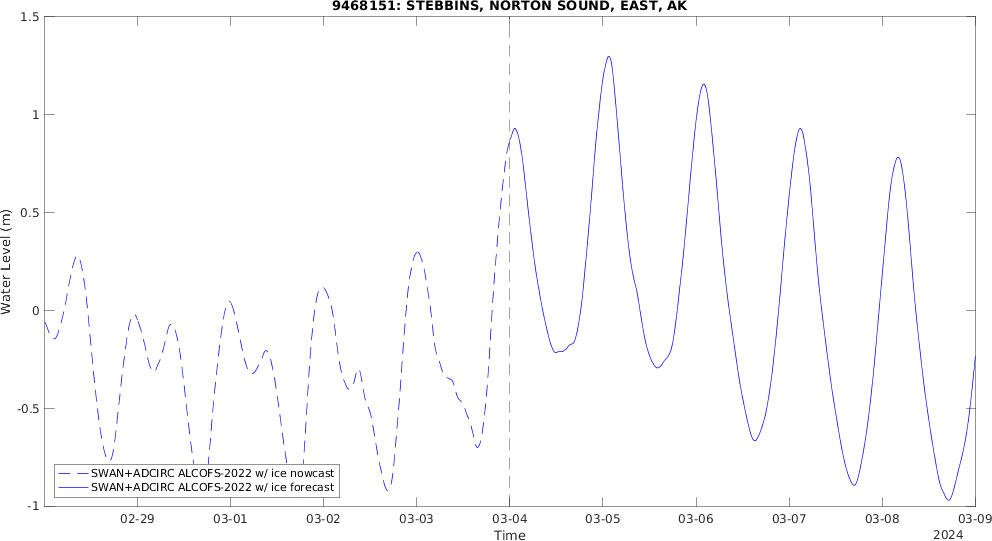 9468151: STEBBINS, NORTON SOUND, EAST, AK
1.5
1
0.5
0
-0.5
-1
Water Level (m)
SWAN+ADCIRC ALCOFS-2022 w/ ice nowcast
SWAN+ADCIRC ALCOFS-2022 w/ ice forecast
02-29 03-01 03-02 03-03 03-04 03-05 03-06 03-07 03-08 03-09
Time
2024